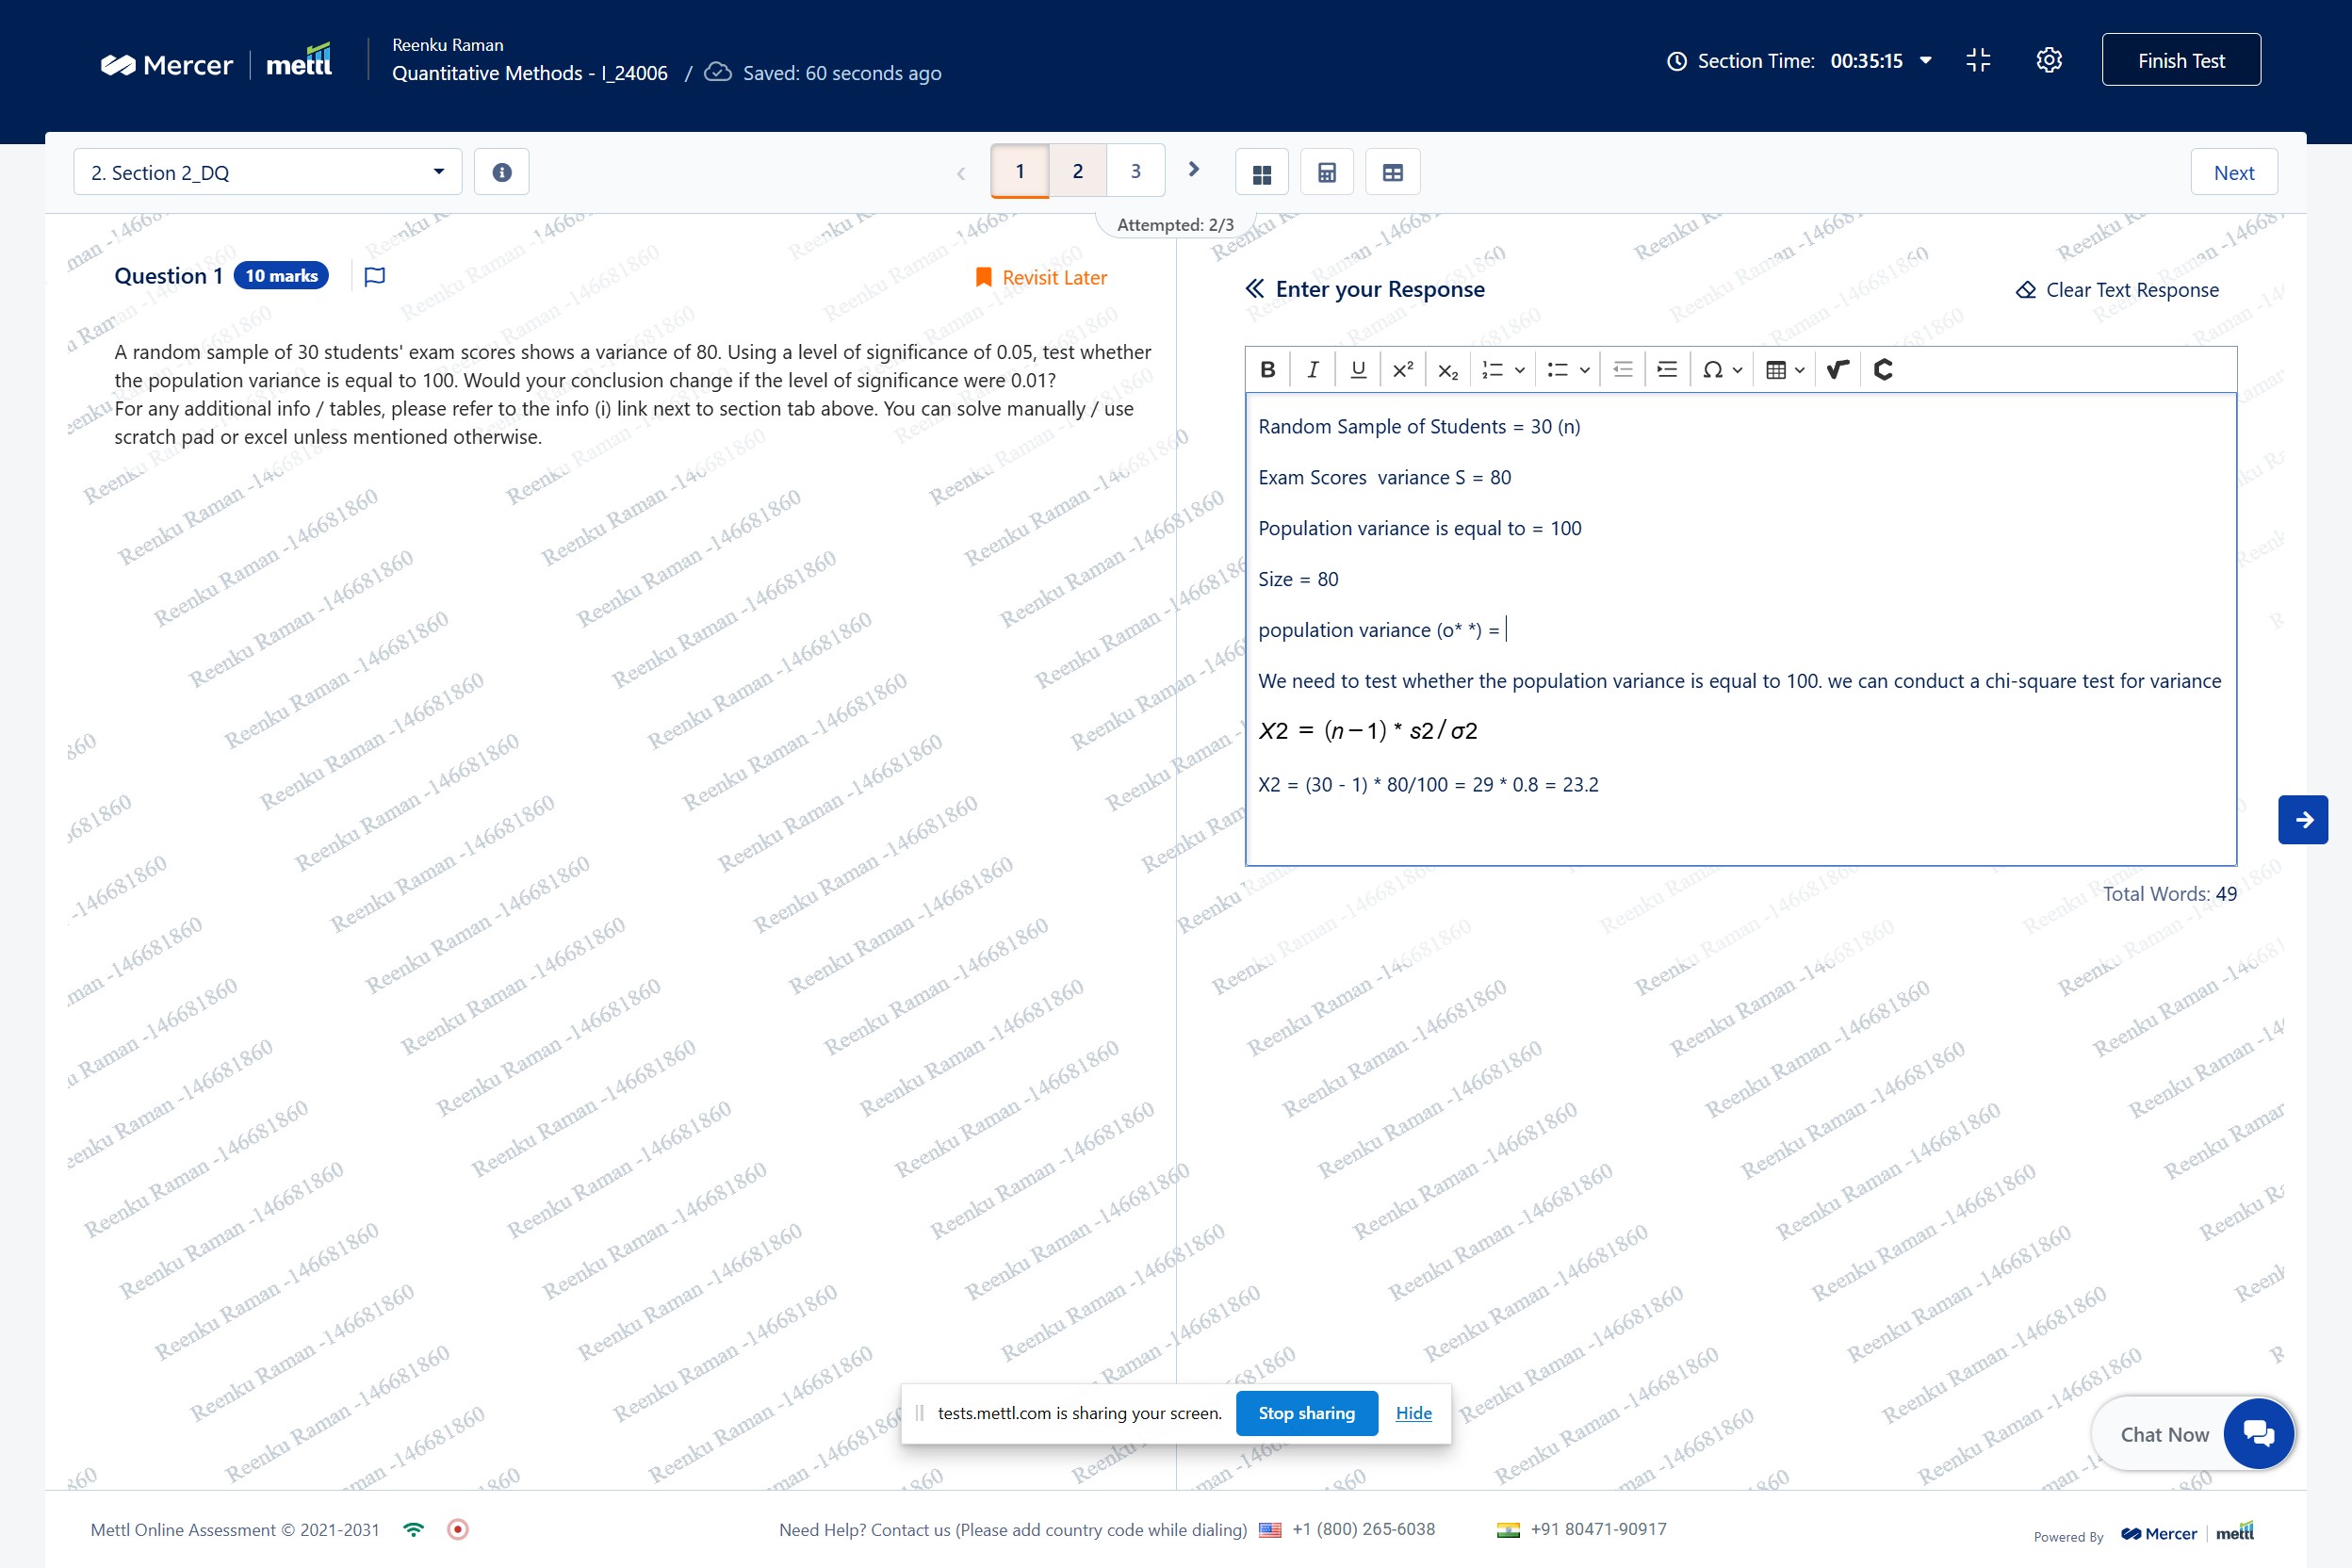 Mercer | mettl
Reenku Raman
Quantitative Methods - I_24006 / Saved: 60 seconds ago
Section Time: 00:35:15
Finish Test
2. Section 2_DQ
1 2 3
Next
Attempted: 2/3
Question 1 10 marks
Revisit Later
A random sample of 30 students' exam scores shows a variance of 80. Using a level of significance of 0.05, test whether
the population variance is equal to 100. Would your conclusion change if the level of significance were 0.01?
For any additional info / tables, please refer to the info (i) link next to section tab above. You can solve manually / use
scratch pad or excel unless mentioned otherwise.
Enter your Response
Clear Text Response
B I U x² x₂ Ω
Random Sample of Students = 30 (n)
Exam Scores  variance S = 80
Population variance is equal to = 100
Size = 80
population variance (o* *) =
We need to test whether the population variance is equal to 100. we can conduct a chi-square test for variance
X2 = (n−1) * s2/σ2
X2 = (30 - 1) * 80/100 = 29 * 0.8 = 23.2
Total Words: 49
Reenku Raman -146681860
tests.mettl.com is sharing your screen.
Stop sharing
Hide
Chat Now
Mettl Online Assessment © 2021-2031
Need Help? Contact us (Please add country code while dialing) +1 (800) 265-6038 +91 80471-90917
Powered By Mercer | mettl